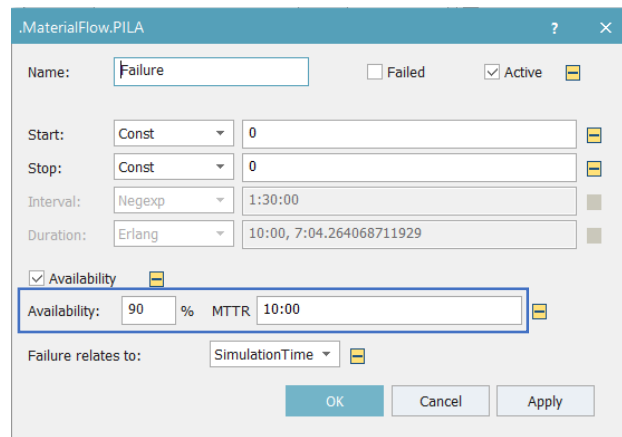 .MaterialFlow.PILA ? ×
Name: Failure Failed Active
Start: Const 0
Stop: Const 0
Interval: Negexp 1:30:00
Duration: Erlang 10:00, 7:04.264068711929
Availability
Availability: 90 % MTTR 10:00
Failure relates to: SimulationTime
OK Cancel Apply